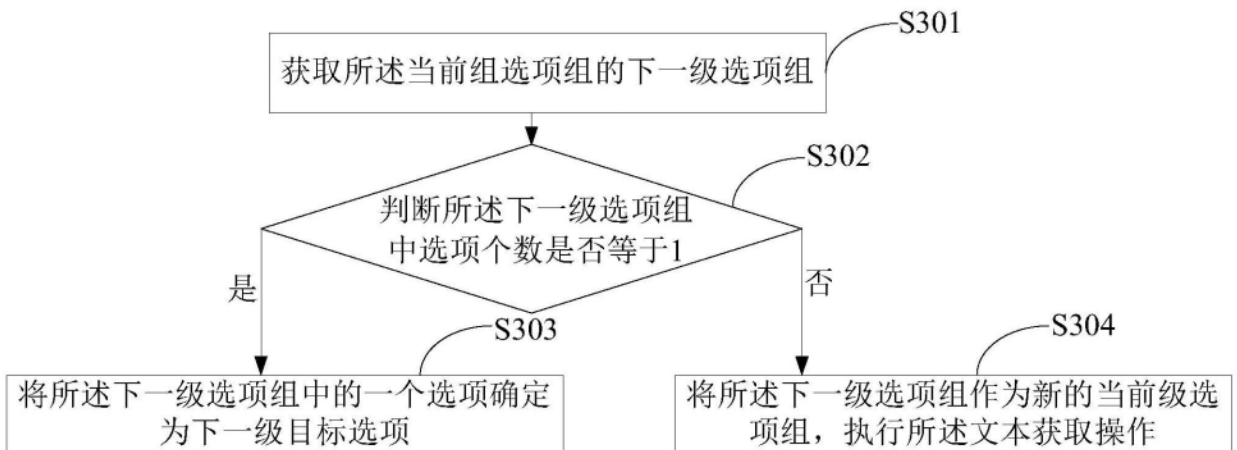 S301
获取所述当前组选项组的下一级选项组
S302
判断所述下一级选项组
中选项个数是否等于1
是
否
S303
将所述下一级选项组中的一个选项确定
为下一级目标选项
S304
将所述下一级选项组作为新的当前级选
项组，执行所述文本获取操作